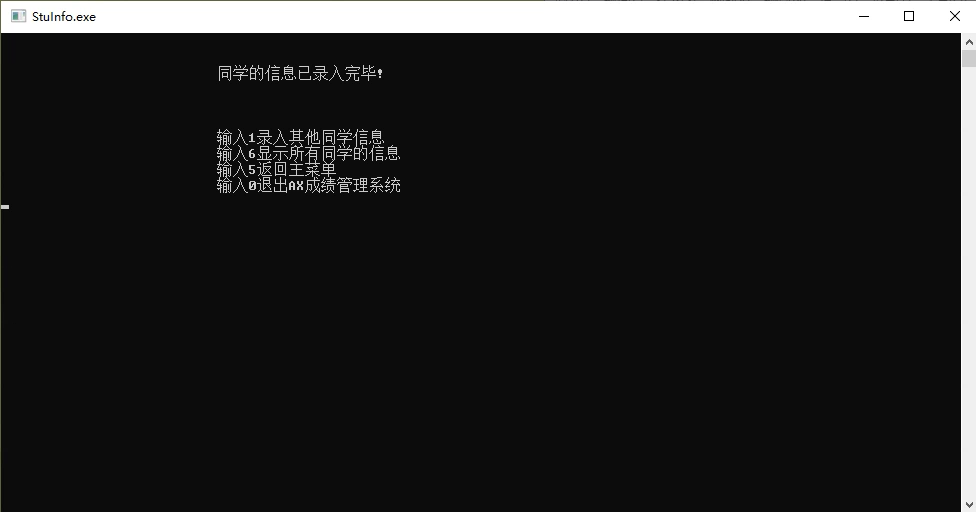 StuInfo.exe
同学的信息已录入完毕!
输入1录入其他同学信息
输入6显示所有同学的信息
输入5返回主菜单
输入0退出AX成绩管理系统